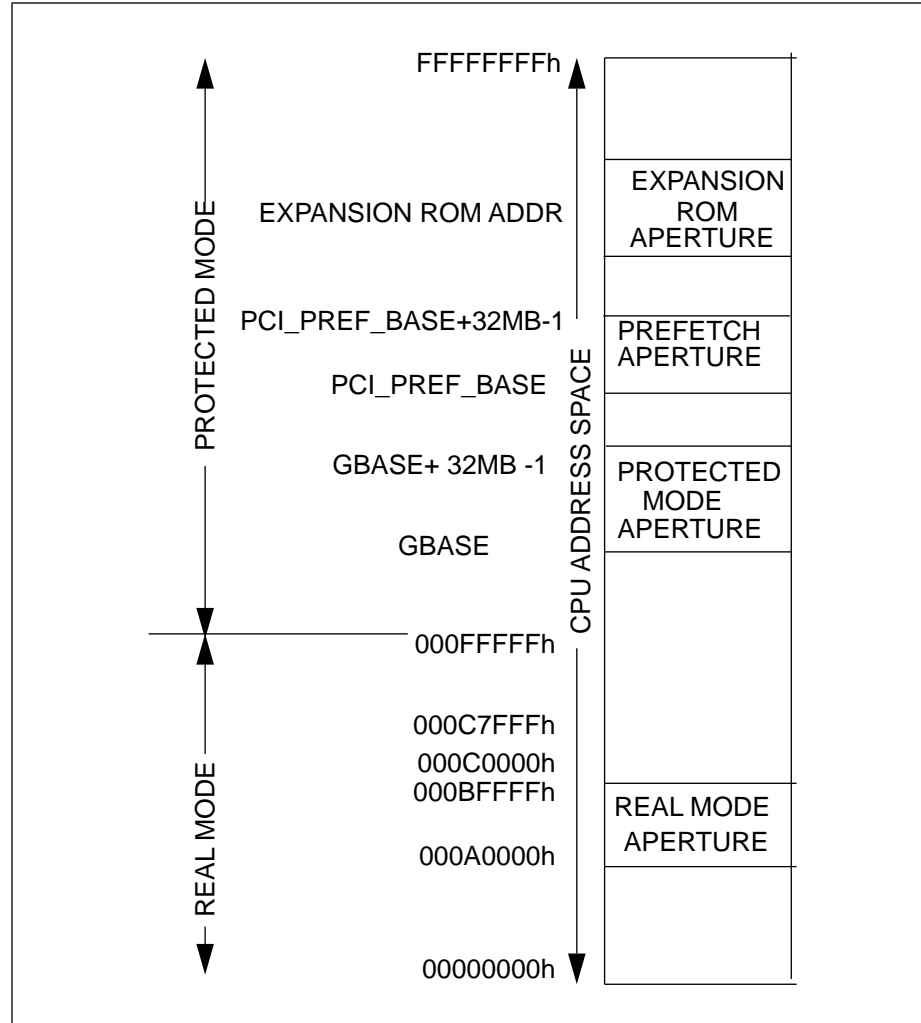 FFFFFFFFh
EXPANSION
ROM
APERTURE
EXPANSION ROM ADDR
PROTECTED MODE
PCI_PREF_BASE+32MB-1
PREFETCH
APERTURE
PCI_PREF_BASE
CPU ADDRESS SPACE
GBASE+ 32MB -1
PROTECTED
MODE
APERTURE
GBASE
000FFFFFh
000C7FFFh
000C0000h
000BFFFFh
REAL MODE
APERTURE
REAL MODE
000A0000h
00000000h